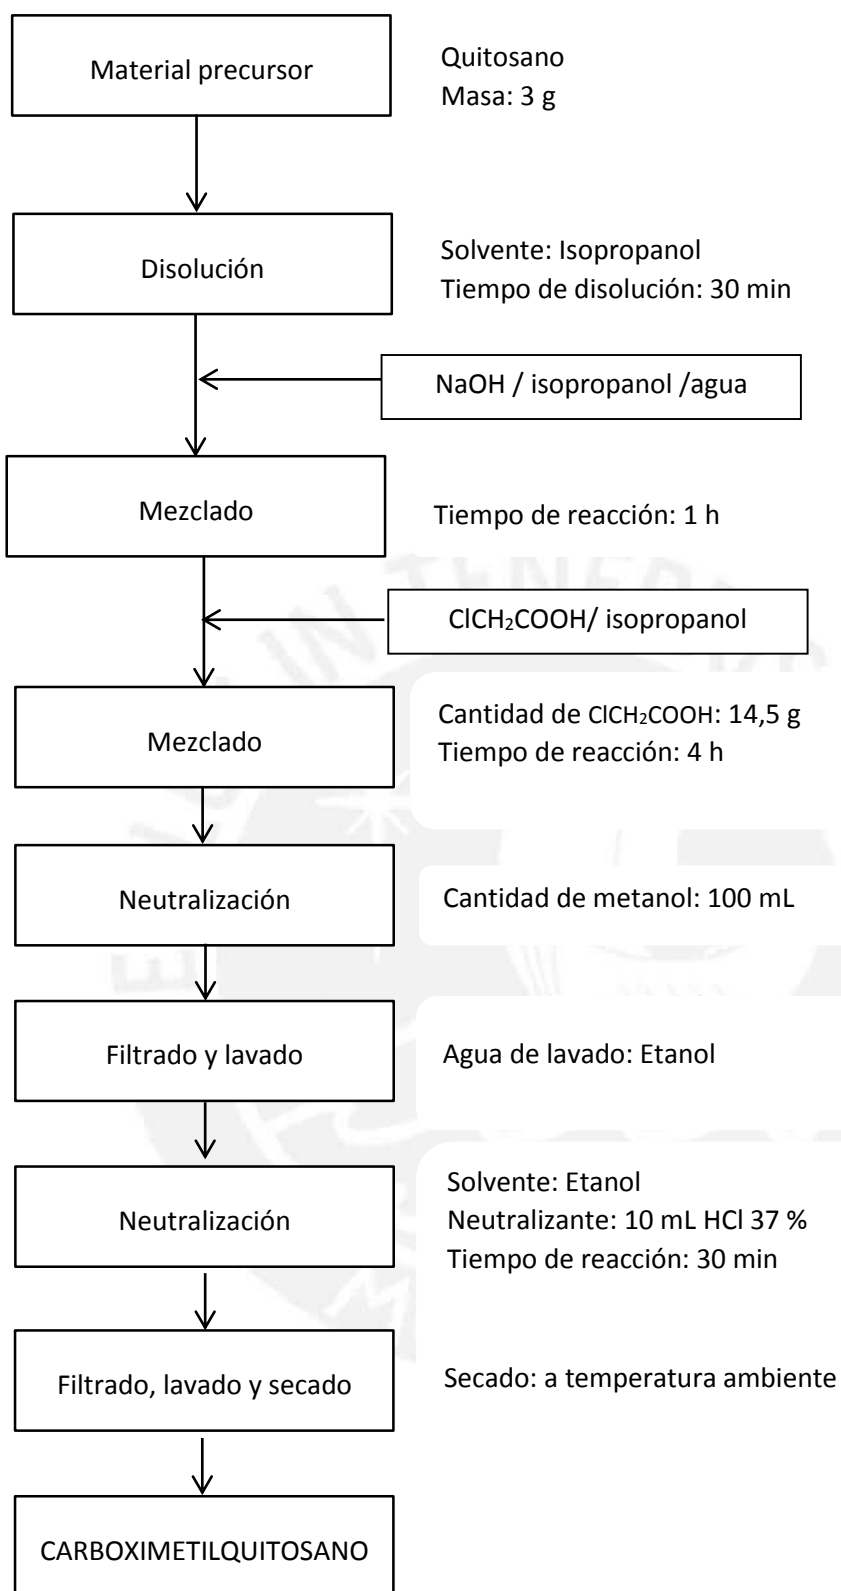 Material precursor
Quitosano
Masa: 3 g
Disolución
Solvente: Isopropanol
Tiempo de disolución: 30 min
NaOH / isopropanol /agua
Mezclado
Tiempo de reacción: 1 h
ClCH₂COOH/ isopropanol
Mezclado
Cantidad de ClCH₂COOH: 14,5 g
Tiempo de reacción: 4 h
Neutralización
Cantidad de metanol: 100 mL
Filtrado y lavado
Agua de lavado: Etanol
Neutralización
Solvente: Etanol
Neutralizante: 10 mL HCl 37 %
Tiempo de reacción: 30 min
Filtrado, lavado y secado
Secado: a temperatura ambiente
CARBOXIMETILQUITOSANO